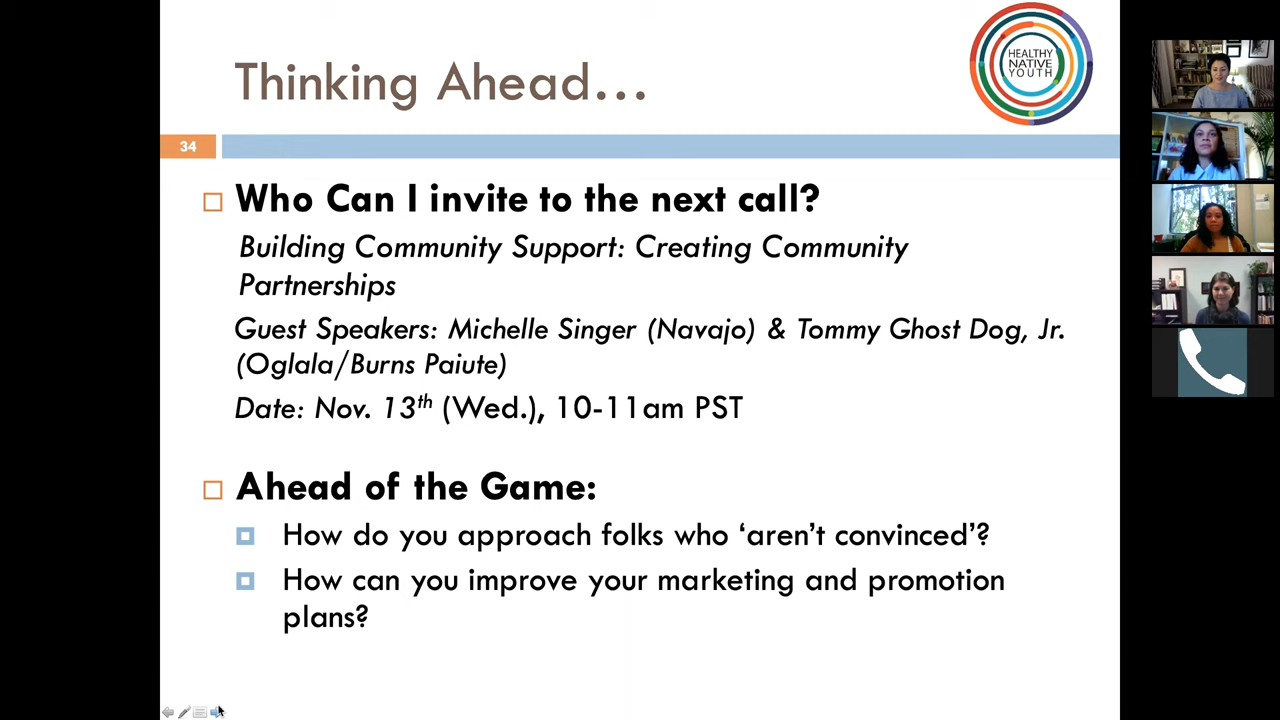 Thinking Ahead...
HEALTHY
NATIVE
YOUTH
34
Who Can I invite to the next call?
Building Community Support: Creating Community
Partnerships
Guest Speakers: Michelle Singer (Navajo) & Tommy Ghost Dog, Jr.
(Oglala/Burns Paiute)
Date: Nov. 13th (Wed.), 10-11am PST
Ahead of the Game:
How do you approach folks who ‘aren’t convinced’?
How can you improve your marketing and promotion
plans?